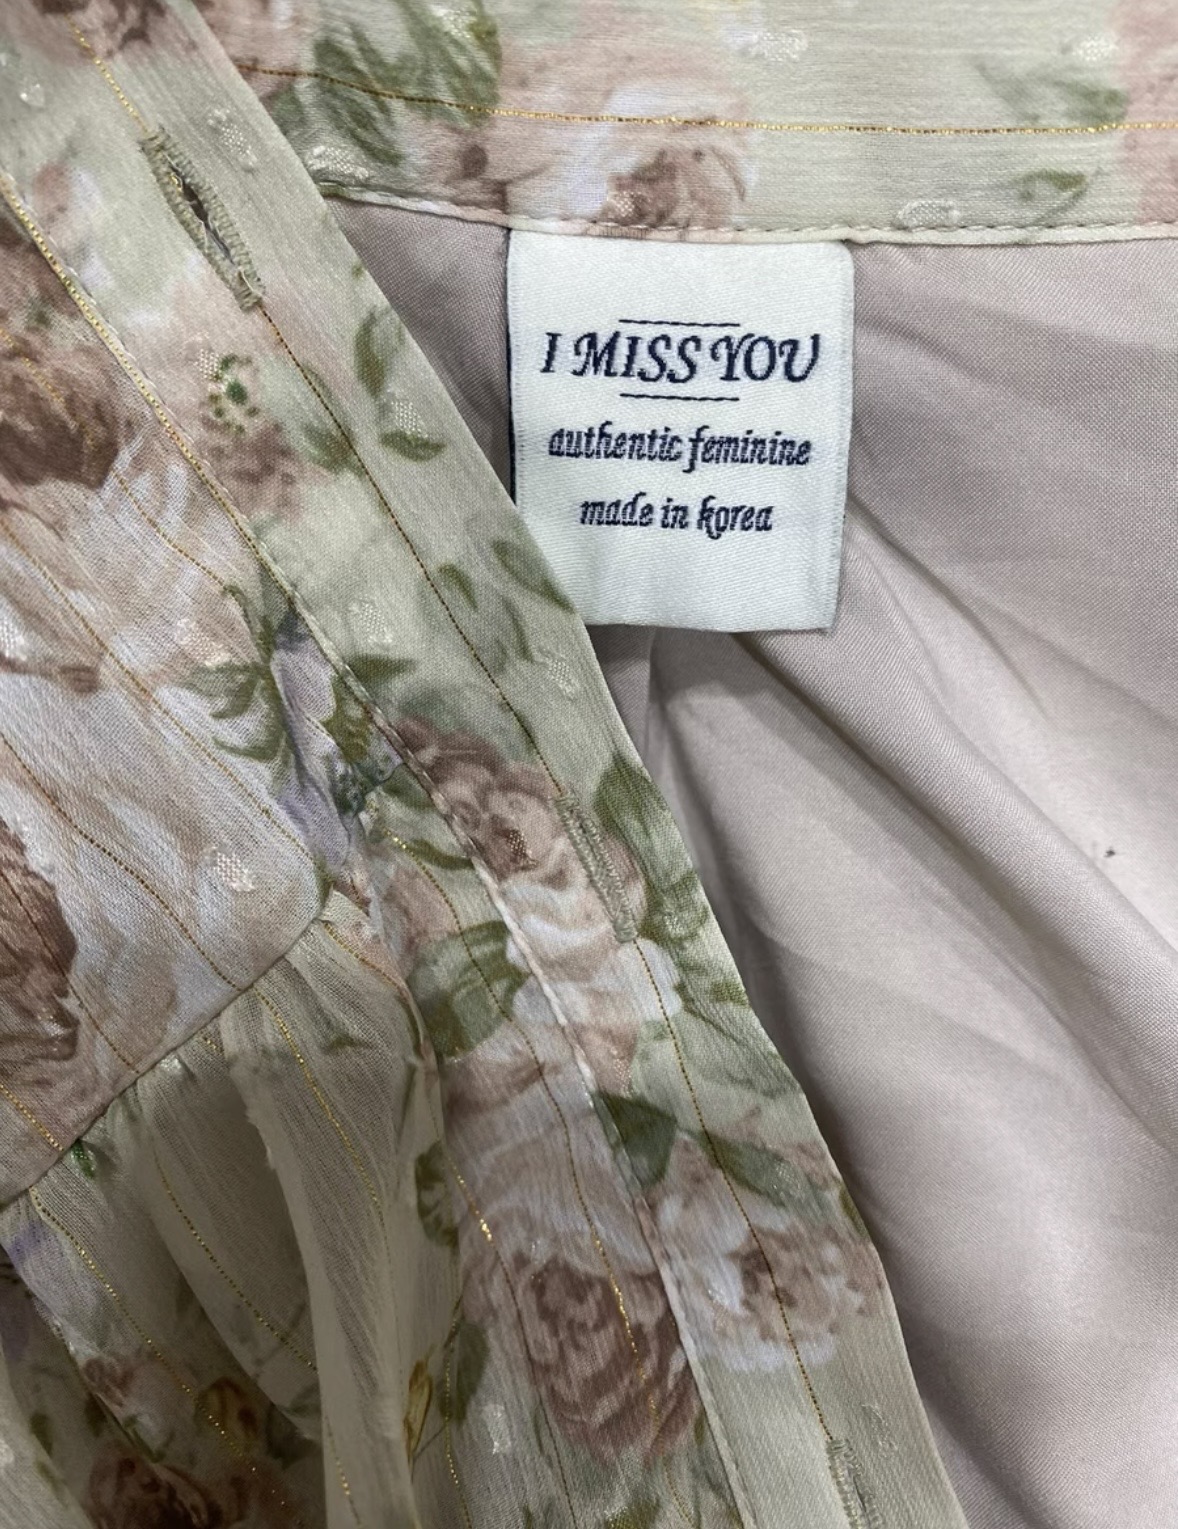 I MISS YOU
authentic feminine
made in korea